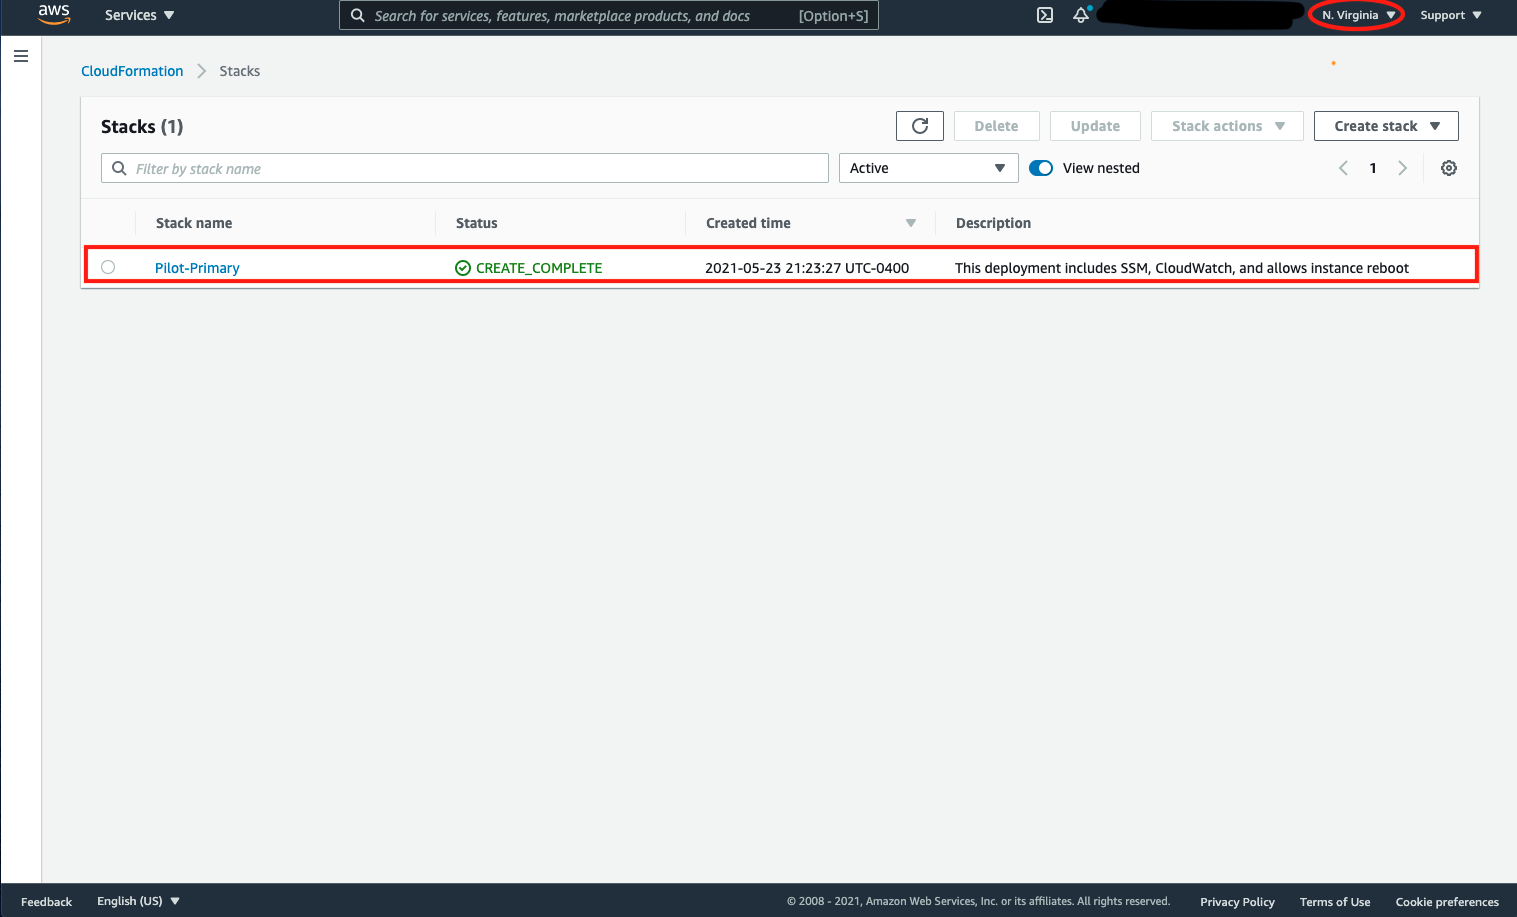 aws Services Search for services, features, marketplace products, and docs [Option+S] N. Virginia Support
CloudFormation Stacks
Stacks (1) Delete Update Stack actions Create stack
Filter by stack name Active View nested 1
Stack name Status Created time Description
Pilot-Primary CREATE_COMPLETE 2021-05-23 21:23:27 UTC-0400 This deployment includes SSM, CloudWatch, and allows instance reboot
Feedback English (US) © 2008 - 2021, Amazon Web Services, Inc. or its affiliates. All rights reserved. Privacy Policy Terms of Use Cookie preferences